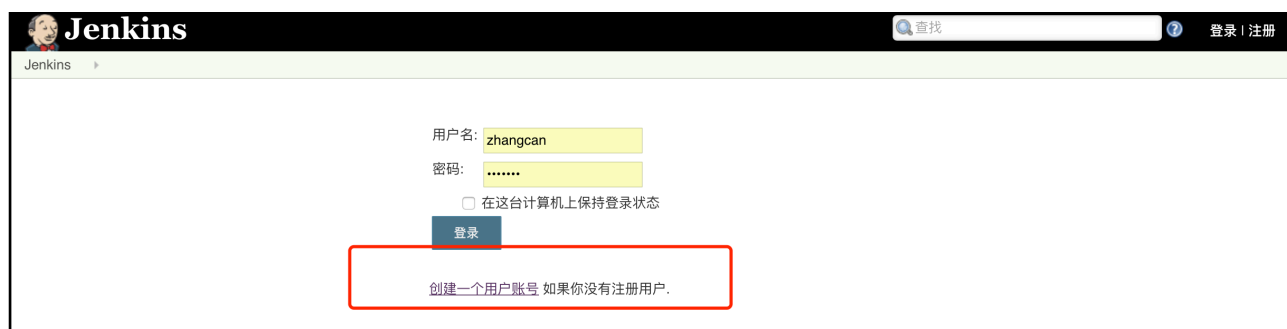 Jenkins
查找
登录 | 注册
Jenkins
用户名: zhangcan
密码: •••••••
在这台计算机上保持登录状态
登录
创建一个用户账号 如果你没有注册用户.